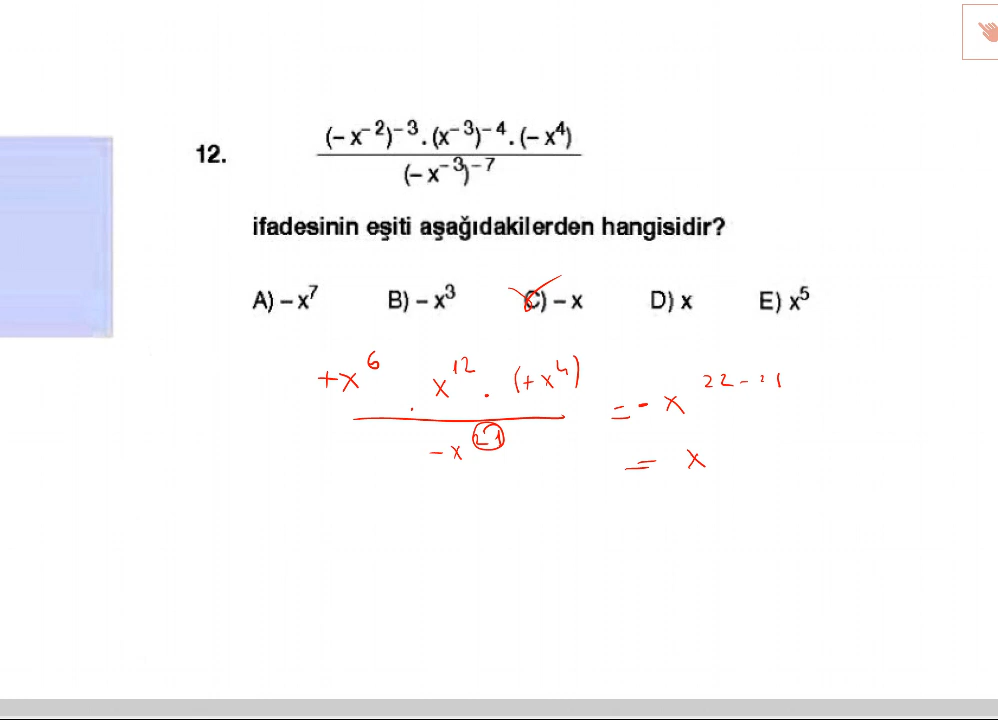 12. (– x⁻²)⁻³ . (x⁻³)⁻⁴ . (– x⁴)
(– x⁻³)⁻⁷
ifadesinin eşiti aşağıdakilerden hangisidir?
A) – x⁷ B) – x³ C) – x D) x E) x⁵
+x⁶ . x¹² . (+x⁴) = - x²²⁻²¹
– x²¹
= x